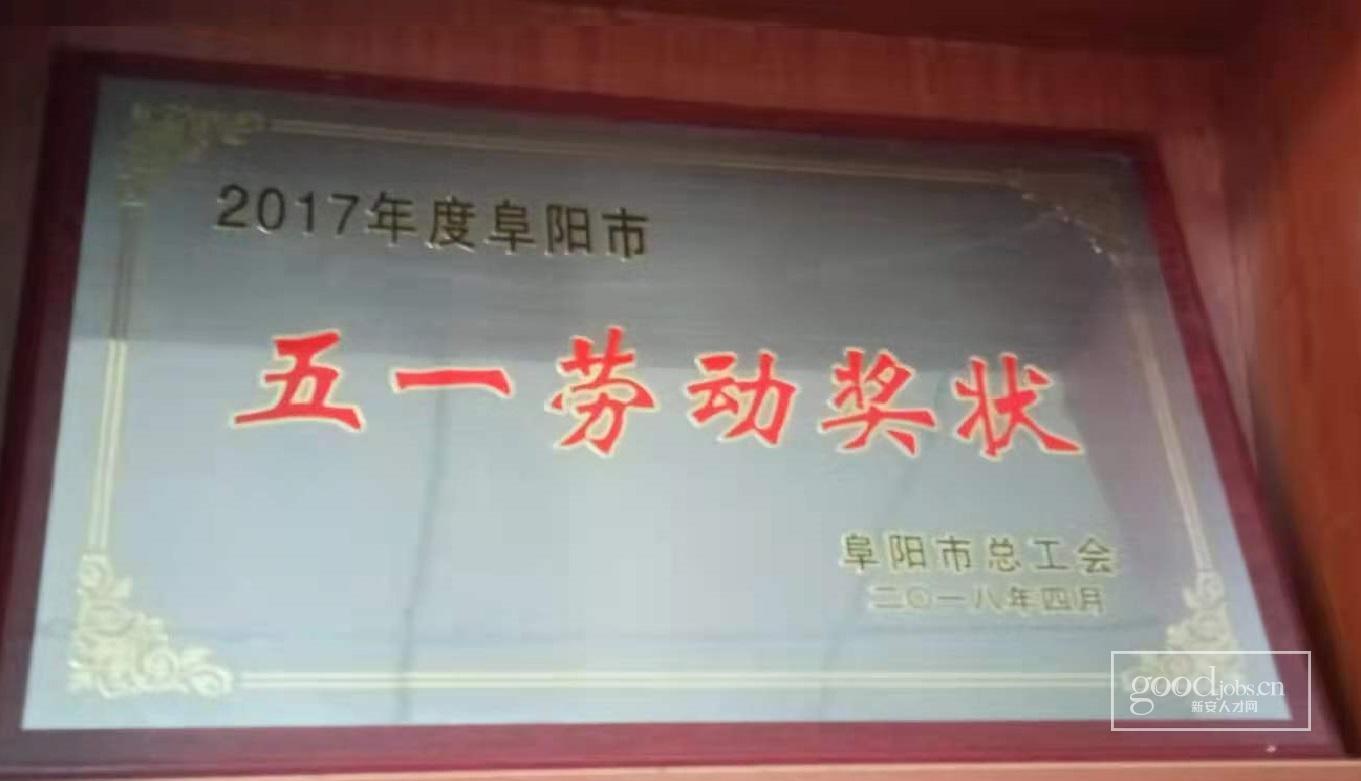 2017年度阜阳市
五一劳动奖状
阜阳市总工会
二〇一八年四月
goodjobs.cn
新安人才网